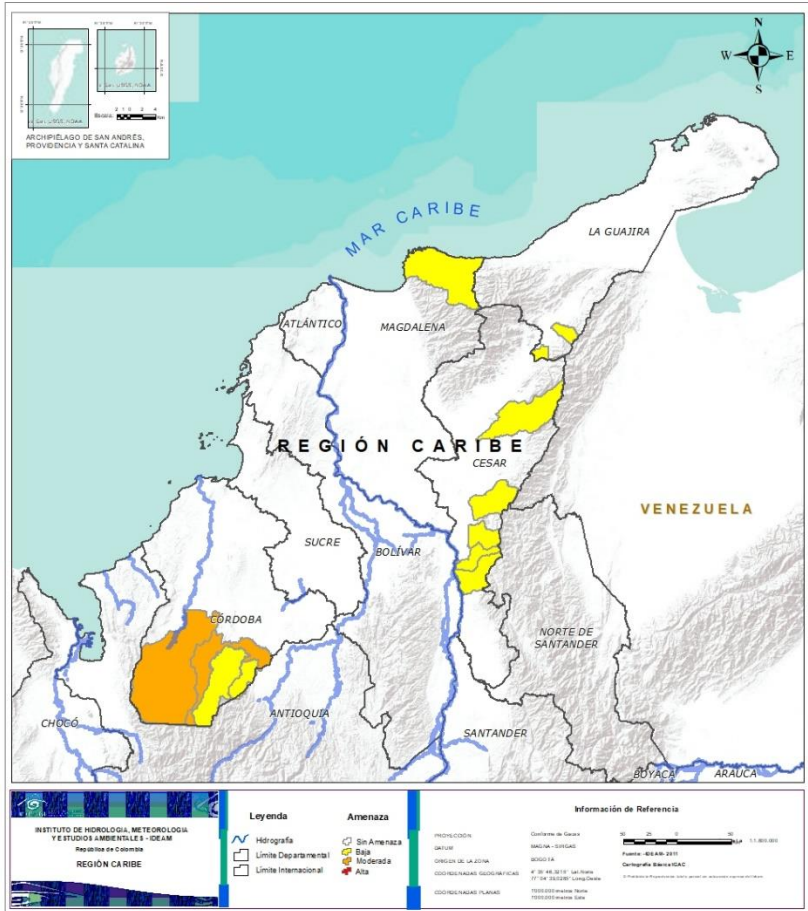 N
W
E
S
ARCHIPIÉLAGO DE SAN ANDRÉS,
PROVIDENCIA Y SANTA CATALINA
MAR CARIBE
LA GUAJIRA
ATLÁNTICO
MAGDALENA
REGIÓN CARIBE
CESAR
VENEZUELA
SUCRE
BOLÍVAR
CÓRDOBA
NORTE DE
SANTANDER
ANTIOQUIA
CHOCÓ
SANTANDER
BOYACÁ
ARAUCA
INSTITUTO DE HIDROLOGIA, METEOROLOGIA
Y ESTUDIOS AMBIENTALES - IDEAM
República de Colombia
REGIÓN CARIBE
Leyenda
Hidrografía
Límite Departamental
Límite Internacional
Amenaza
Sin Amenaza
Baja
Moderada
Alta
Información de Referencia
PROYECCIÓN
Conforme de Gauss
DATUM
MAGNA - SIRGAS
ORIGEN DE LA ZONA
BOGOTÁ
COORDENADAS GEOGRÁFICAS
COORDENADAS PLANAS
Fuente: -IDEAM- 2011
Cartografía Básica IGAC